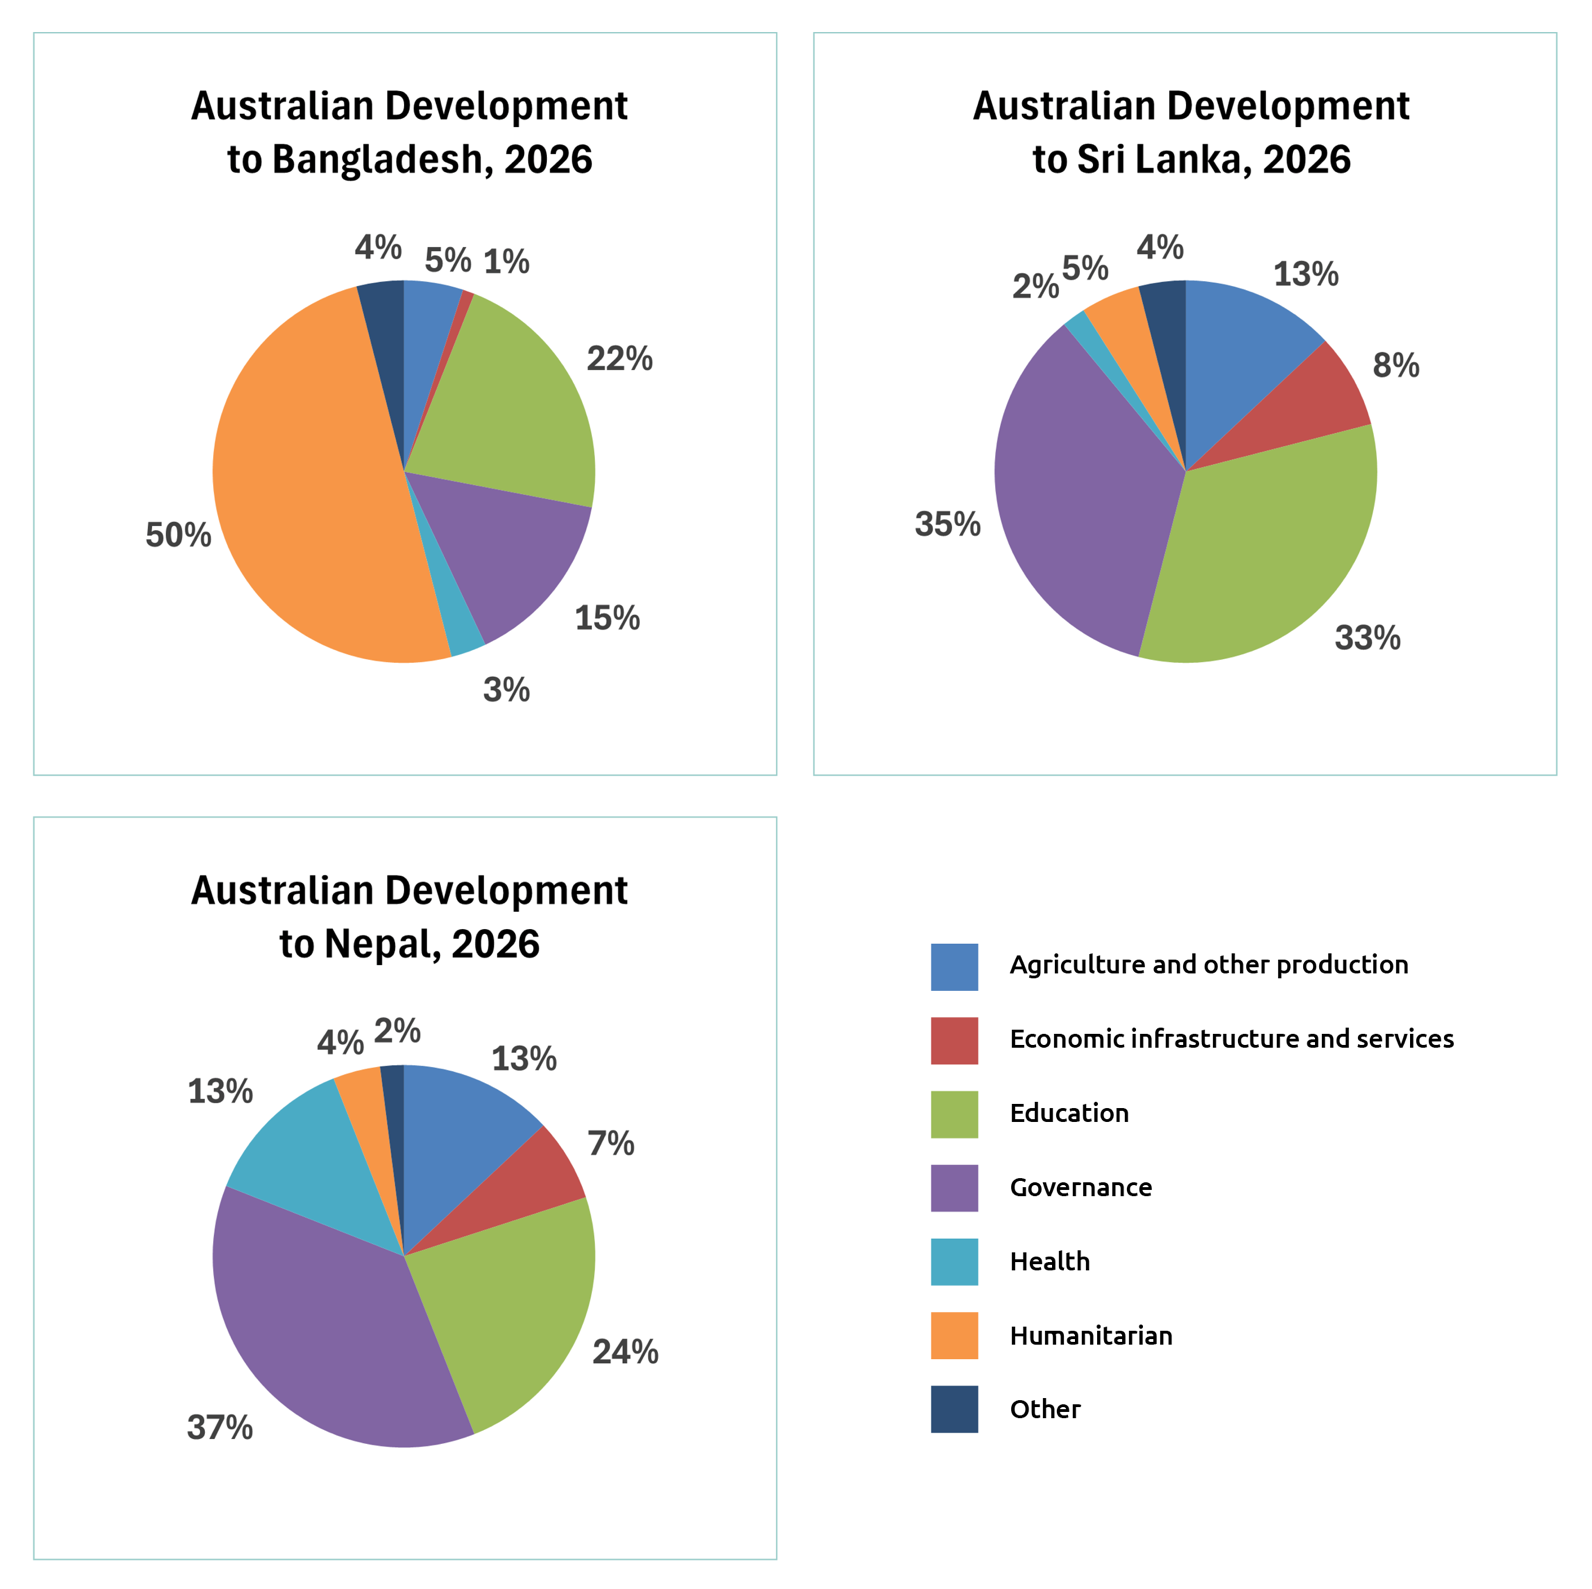 Australian Development
to Bangladesh, 2026
4%
5%
1%
22%
50%
15%
3%
Australian Development
to Sri Lanka, 2026
2%
5%
4%
13%
8%
35%
33%
Australian Development
to Nepal, 2026
13%
4%
2%
13%
7%
24%
37%
Agriculture and other production
Economic infrastructure and services
Education
Governance
Health
Humanitarian
Other